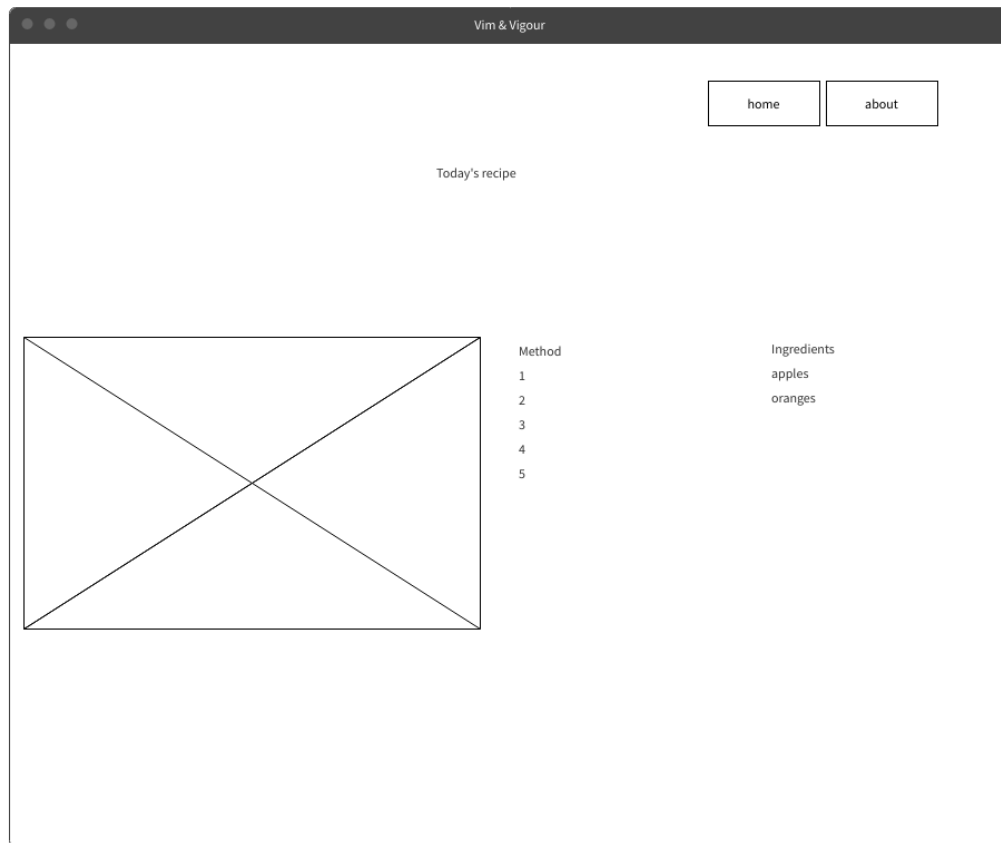 Vim & Vigour
home
about
Today's recipe
Method
1
2
3
4
5
Ingredients
apples
oranges